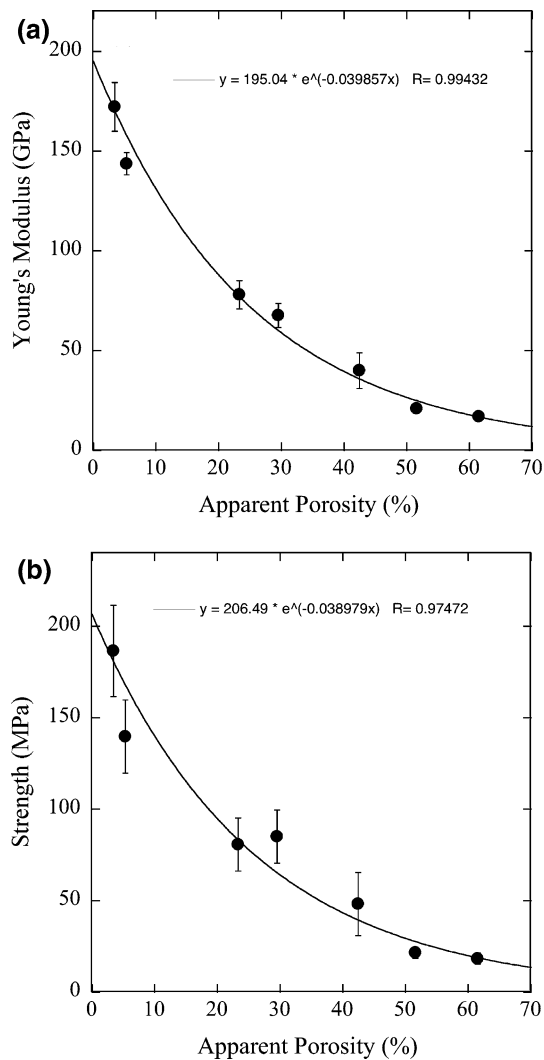 (a)
200
y = 195.04 * e^(-0.039857x) R= 0.99432
150
100
50
0
Young's Modulus (GPa)
0 10 20 30 40 50 60 70
Apparent Porosity (%)
(b)
y = 206.49 * e^(-0.038979x) R= 0.97472
200
150
100
50
0
Strength (MPa)
0 10 20 30 40 50 60 70
Apparent Porosity (%)